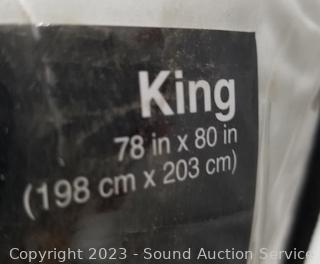 King
78 in x 80 in
(198 cm x 203 cm)
Copyright 2023 - Sound Auction Service